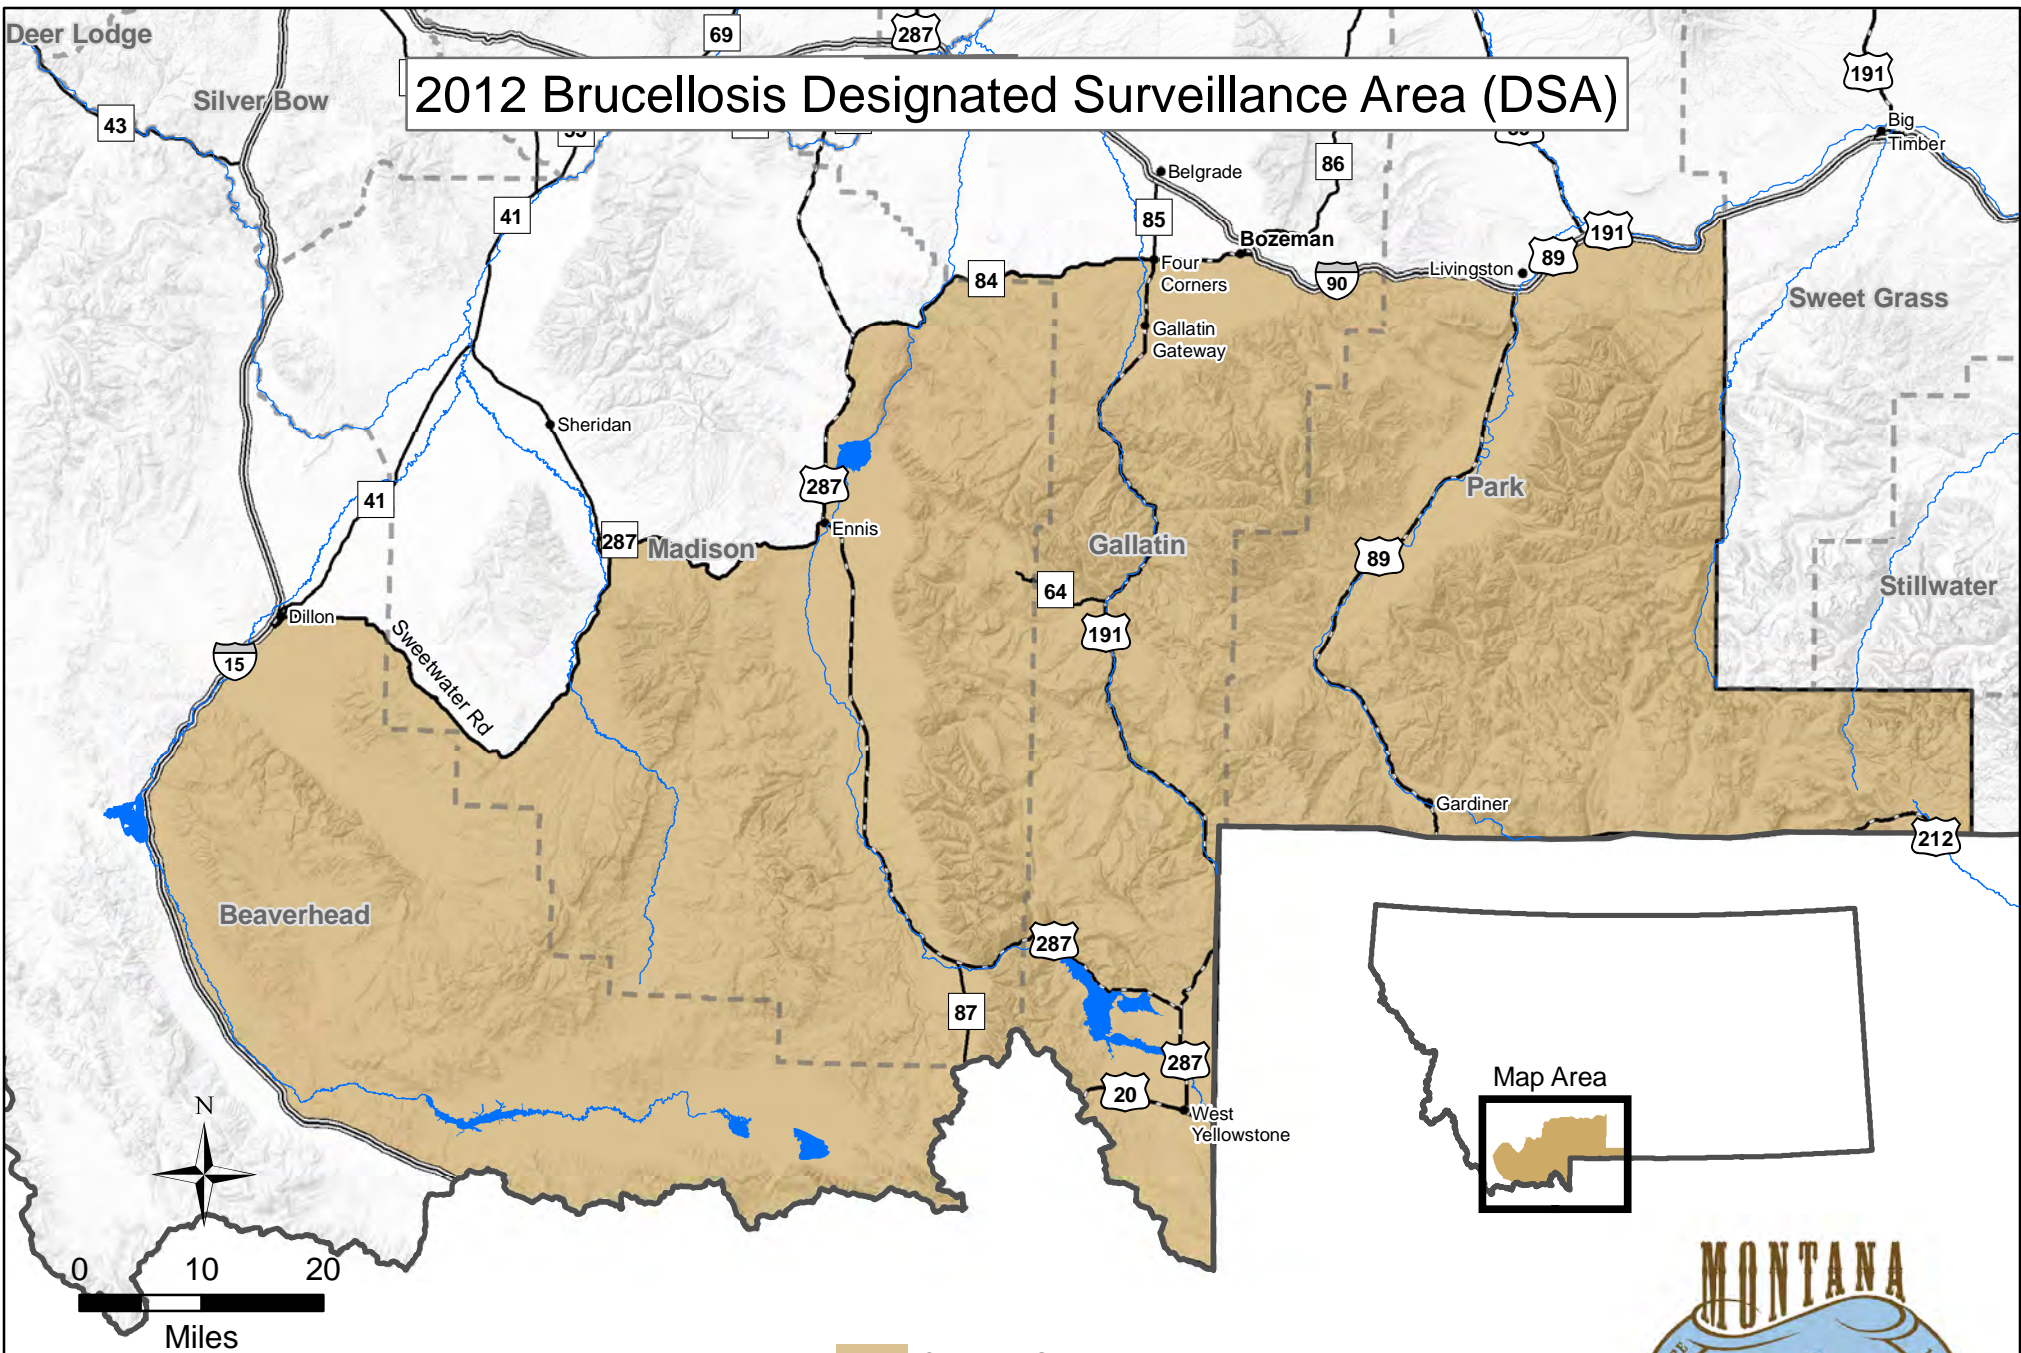 Deer Lodge
69
287
2012 Brucellosis Designated Surveillance Area (DSA)
191
Silver Bow
43
Big
Timber
86
Belgrade
41
85
191
Bozeman
89
Four
Corners
Livingston
84
90
Sweet Grass
Gallatin
Gateway
Sheridan
287
Park
41
Ennis
287
Madison
Gallatin
89
Stillwater
64
Dillon
191
Sweetwater Rd
15
Gardiner
212
Beaverhead
287
87
287
Map Area
20
N
West
Yellowstone
0 10 20
Miles
MONTANA